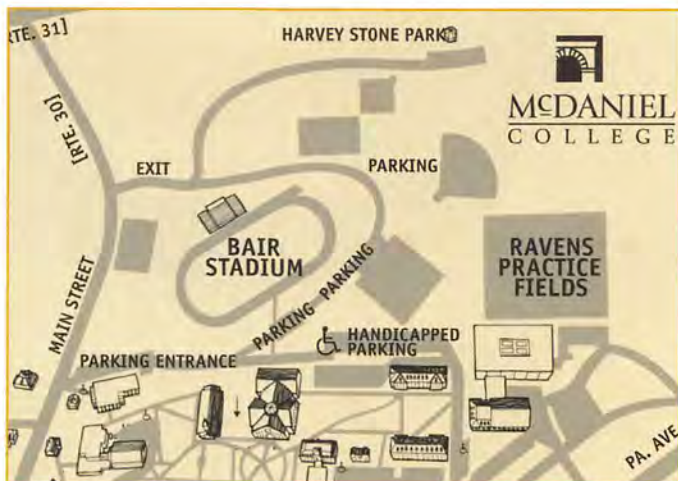 RTE. 31]
HARVEY STONE PARK
McDANIEL
COLLEGE
[RTE. 30]
EXIT
PARKING
BAIR
STADIUM
RAVENS
PRACTICE
FIELDS
MAIN STREET
PARKING PARKING
HANDICAPPED
PARKING
PARKING ENTRANCE
PA. AVE